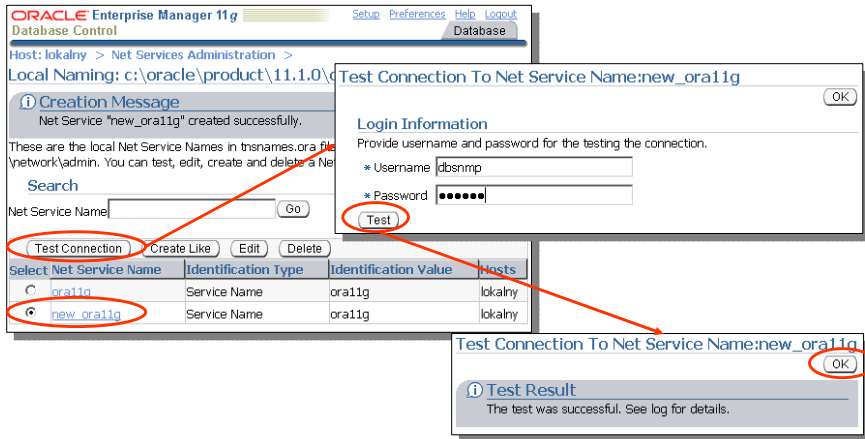 ORACLE Enterprise Manager 11g
Setup Preferences Help Logout
Database Control
Database
Host: lokalny > Net Services Administration >
Local Naming: c:\oracle\product\11.1.0\
Creation Message
Net Service "new_ora11g" created successfully.
These are the local Net Service Names in tnsnames.ora
\network\admin. You can test, edit, create and delete a
Search
Net Service Name
Go
Test Connection Create Like Edit Delete
Select Net Service Name Identification Type Identification Value Hosts
ora11g Service Name ora11g lokalny
new_ora11g Service Name ora11g lokalny
Test Connection To Net Service Name:new_ora11g
OK
Login Information
Provide username and password for the testing the connection.
* Username dbsnmp
* Password ●●●●●●
Test
Test Connection To Net Service Name:new_ora11g
OK
Test Result
The test was successful. See log for details.